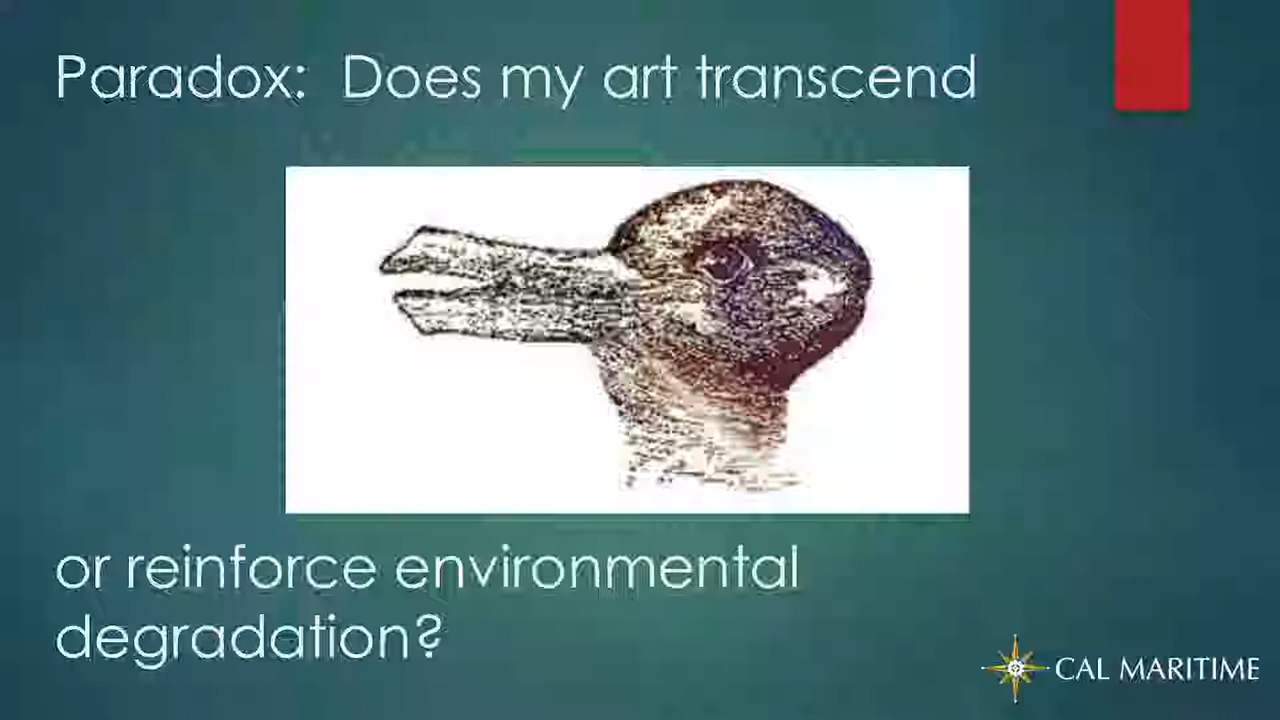 Paradox:  Does my art transcend
or reinforce environmental
degradation?
CAL MARITIME